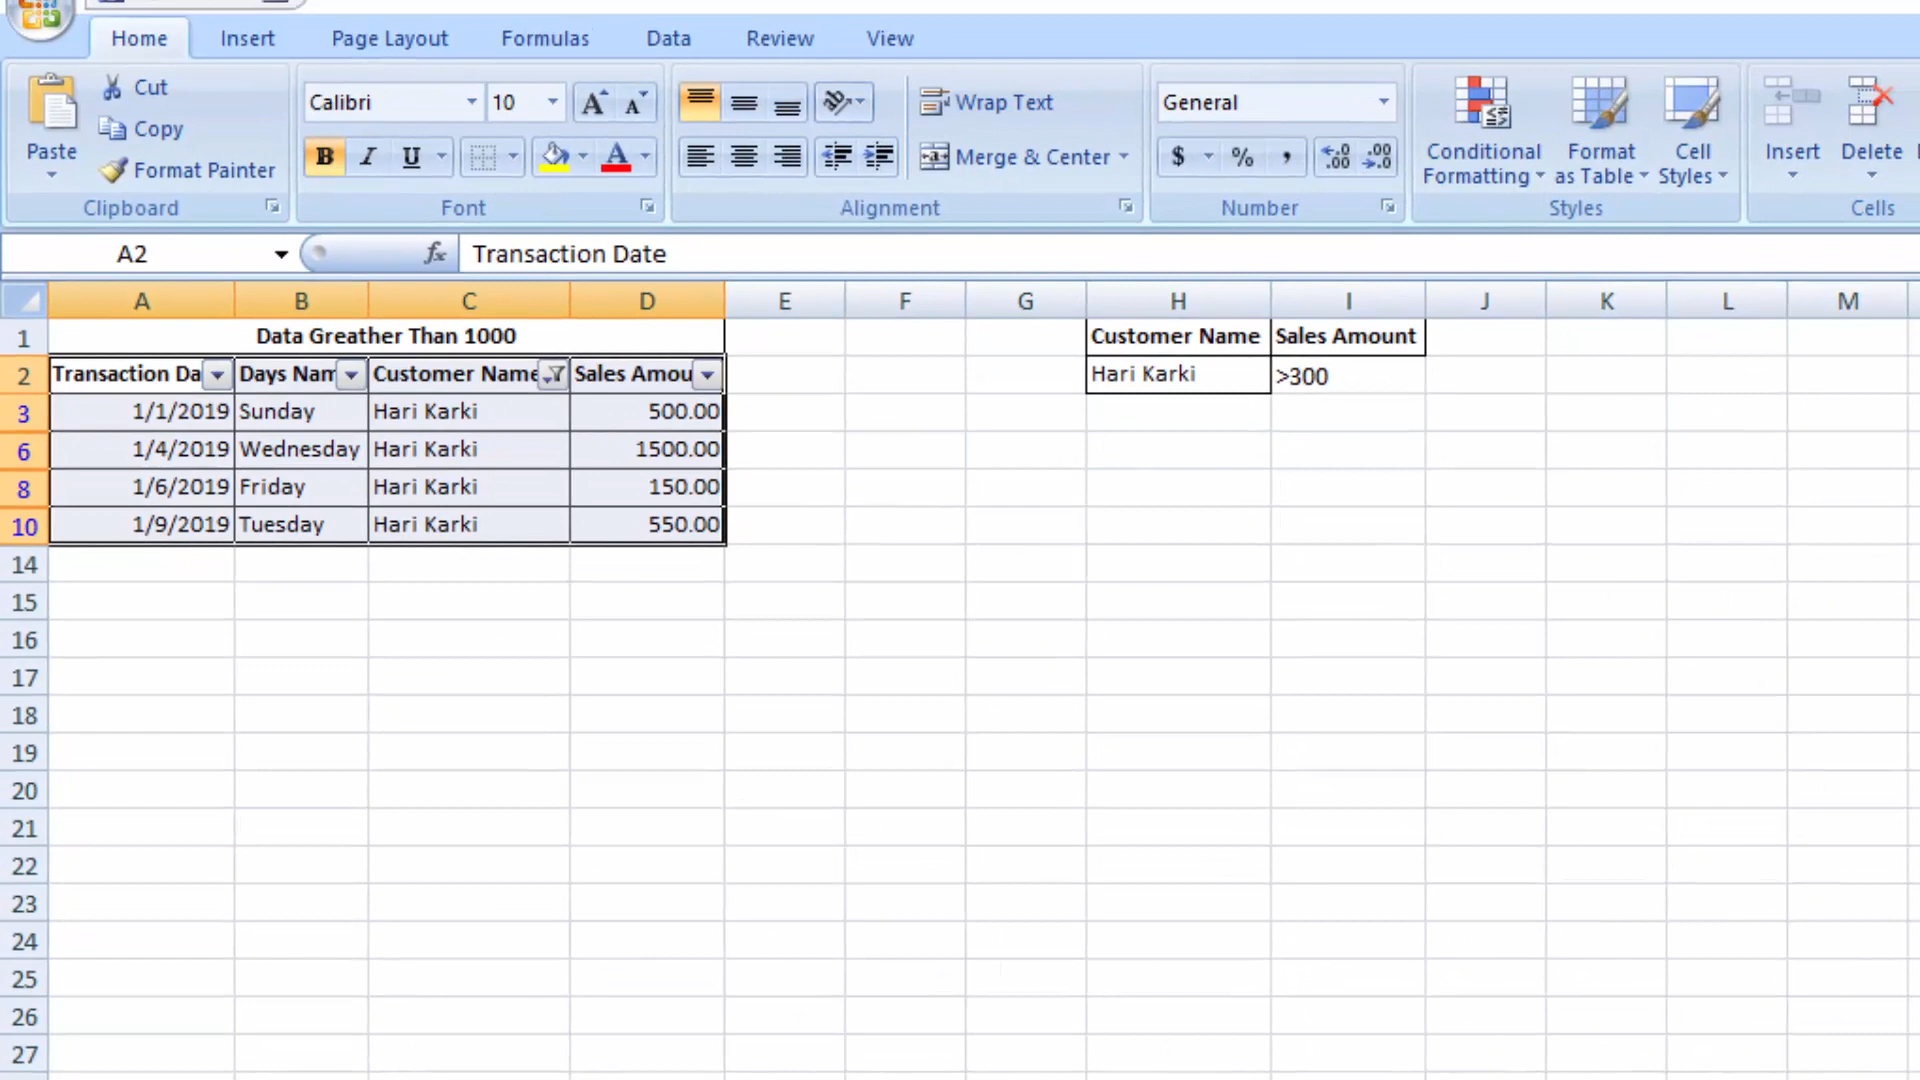 Home Insert Page Layout Formulas Data Review View
Cut
Copy
Format Painter
Paste
Clipboard
Calibri 10 A A
B I U A
Font
Wrap Text
Merge & Center
Alignment
General
$ % , .0 .00 .00 .0
Number
Conditional Formatting
Format as Table
Cell Styles
Styles
Insert Delete
Cells
A2 fx Transaction Date
A B C D E F G H I J K L M
1 Data Greather Than 1000 Customer Name Sales Amount
2 Transaction Da Days Nam Customer Name Sales Amou Hari Karki >300
3 1/1/2019 Sunday Hari Karki 500.00
6 1/4/2019 Wednesday Hari Karki 1500.00
8 1/6/2019 Friday Hari Karki 150.00
10 1/9/2019 Tuesday Hari Karki 550.00
14
15
16
17
18
19
20
21
22
23
24
25
26
27